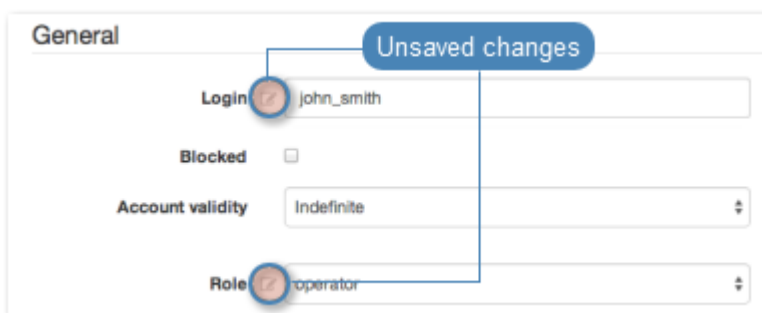 General
Unsaved changes
Login john_smith
Blocked
Account validity Indefinite
Role operator